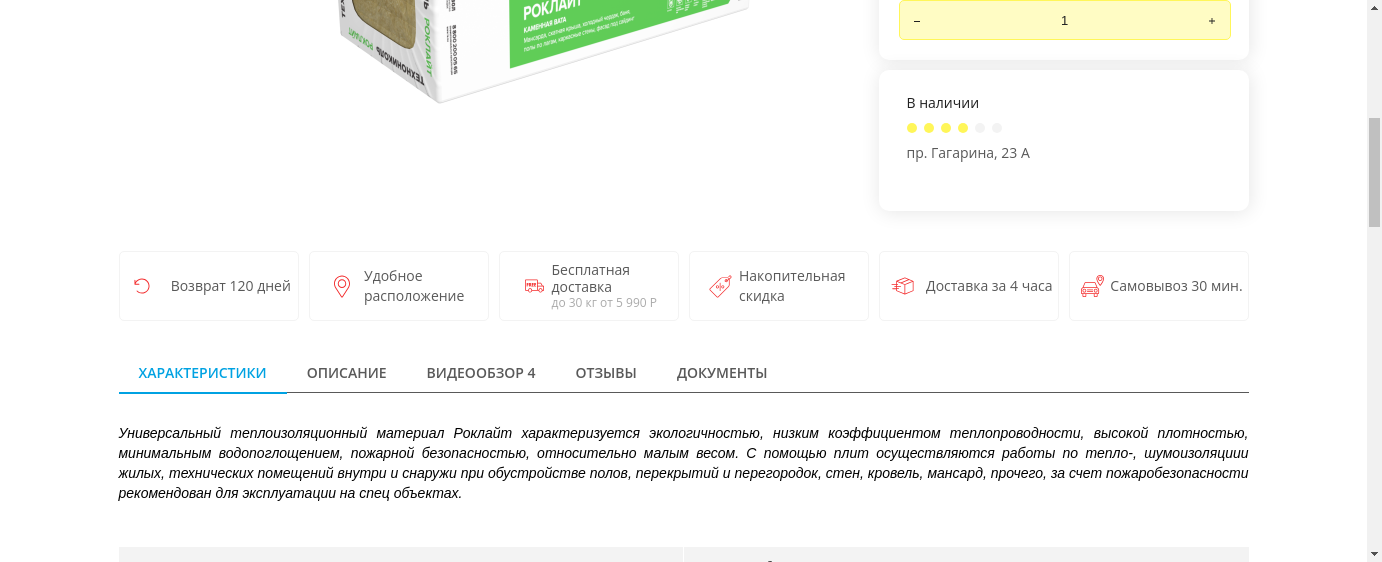 РОКЛАЙТ
КАМЕННАЯ ВАТА
ТЕХНОНИКОЛЬ
РОКЛАЙТ
8 800 200 05 65
−
1
+
В наличии
пр. Гагарина, 23 А
Возврат 120 дней
Удобное
расположение
FREE
Бесплатная
доставка
до 30 кг от 5 990 Р
Накопительная
скидка
Доставка за 4 часа
Самовывоз 30 мин.
ХАРАКТЕРИСТИКИ ОПИСАНИЕ ВИДЕООБЗОР 4 ОТЗЫВЫ ДОКУМЕНТЫ
Универсальный теплоизоляционный материал Роклайт характеризуется экологичностью, низким коэффициентом теплопроводности, высокой плотностью,
минимальным водопоглощением, пожарной безопасностью, относительно малым весом. С помощью плит осуществляются работы по тепло-, шумоизоляциии
жилых, технических помещений внутри и снаружи при обустройстве полов, перекрытий и перегородок, стен, кровель, мансард, прочего, за счет пожаробезопасности
рекомендован для эксплуатации на спец объектах.